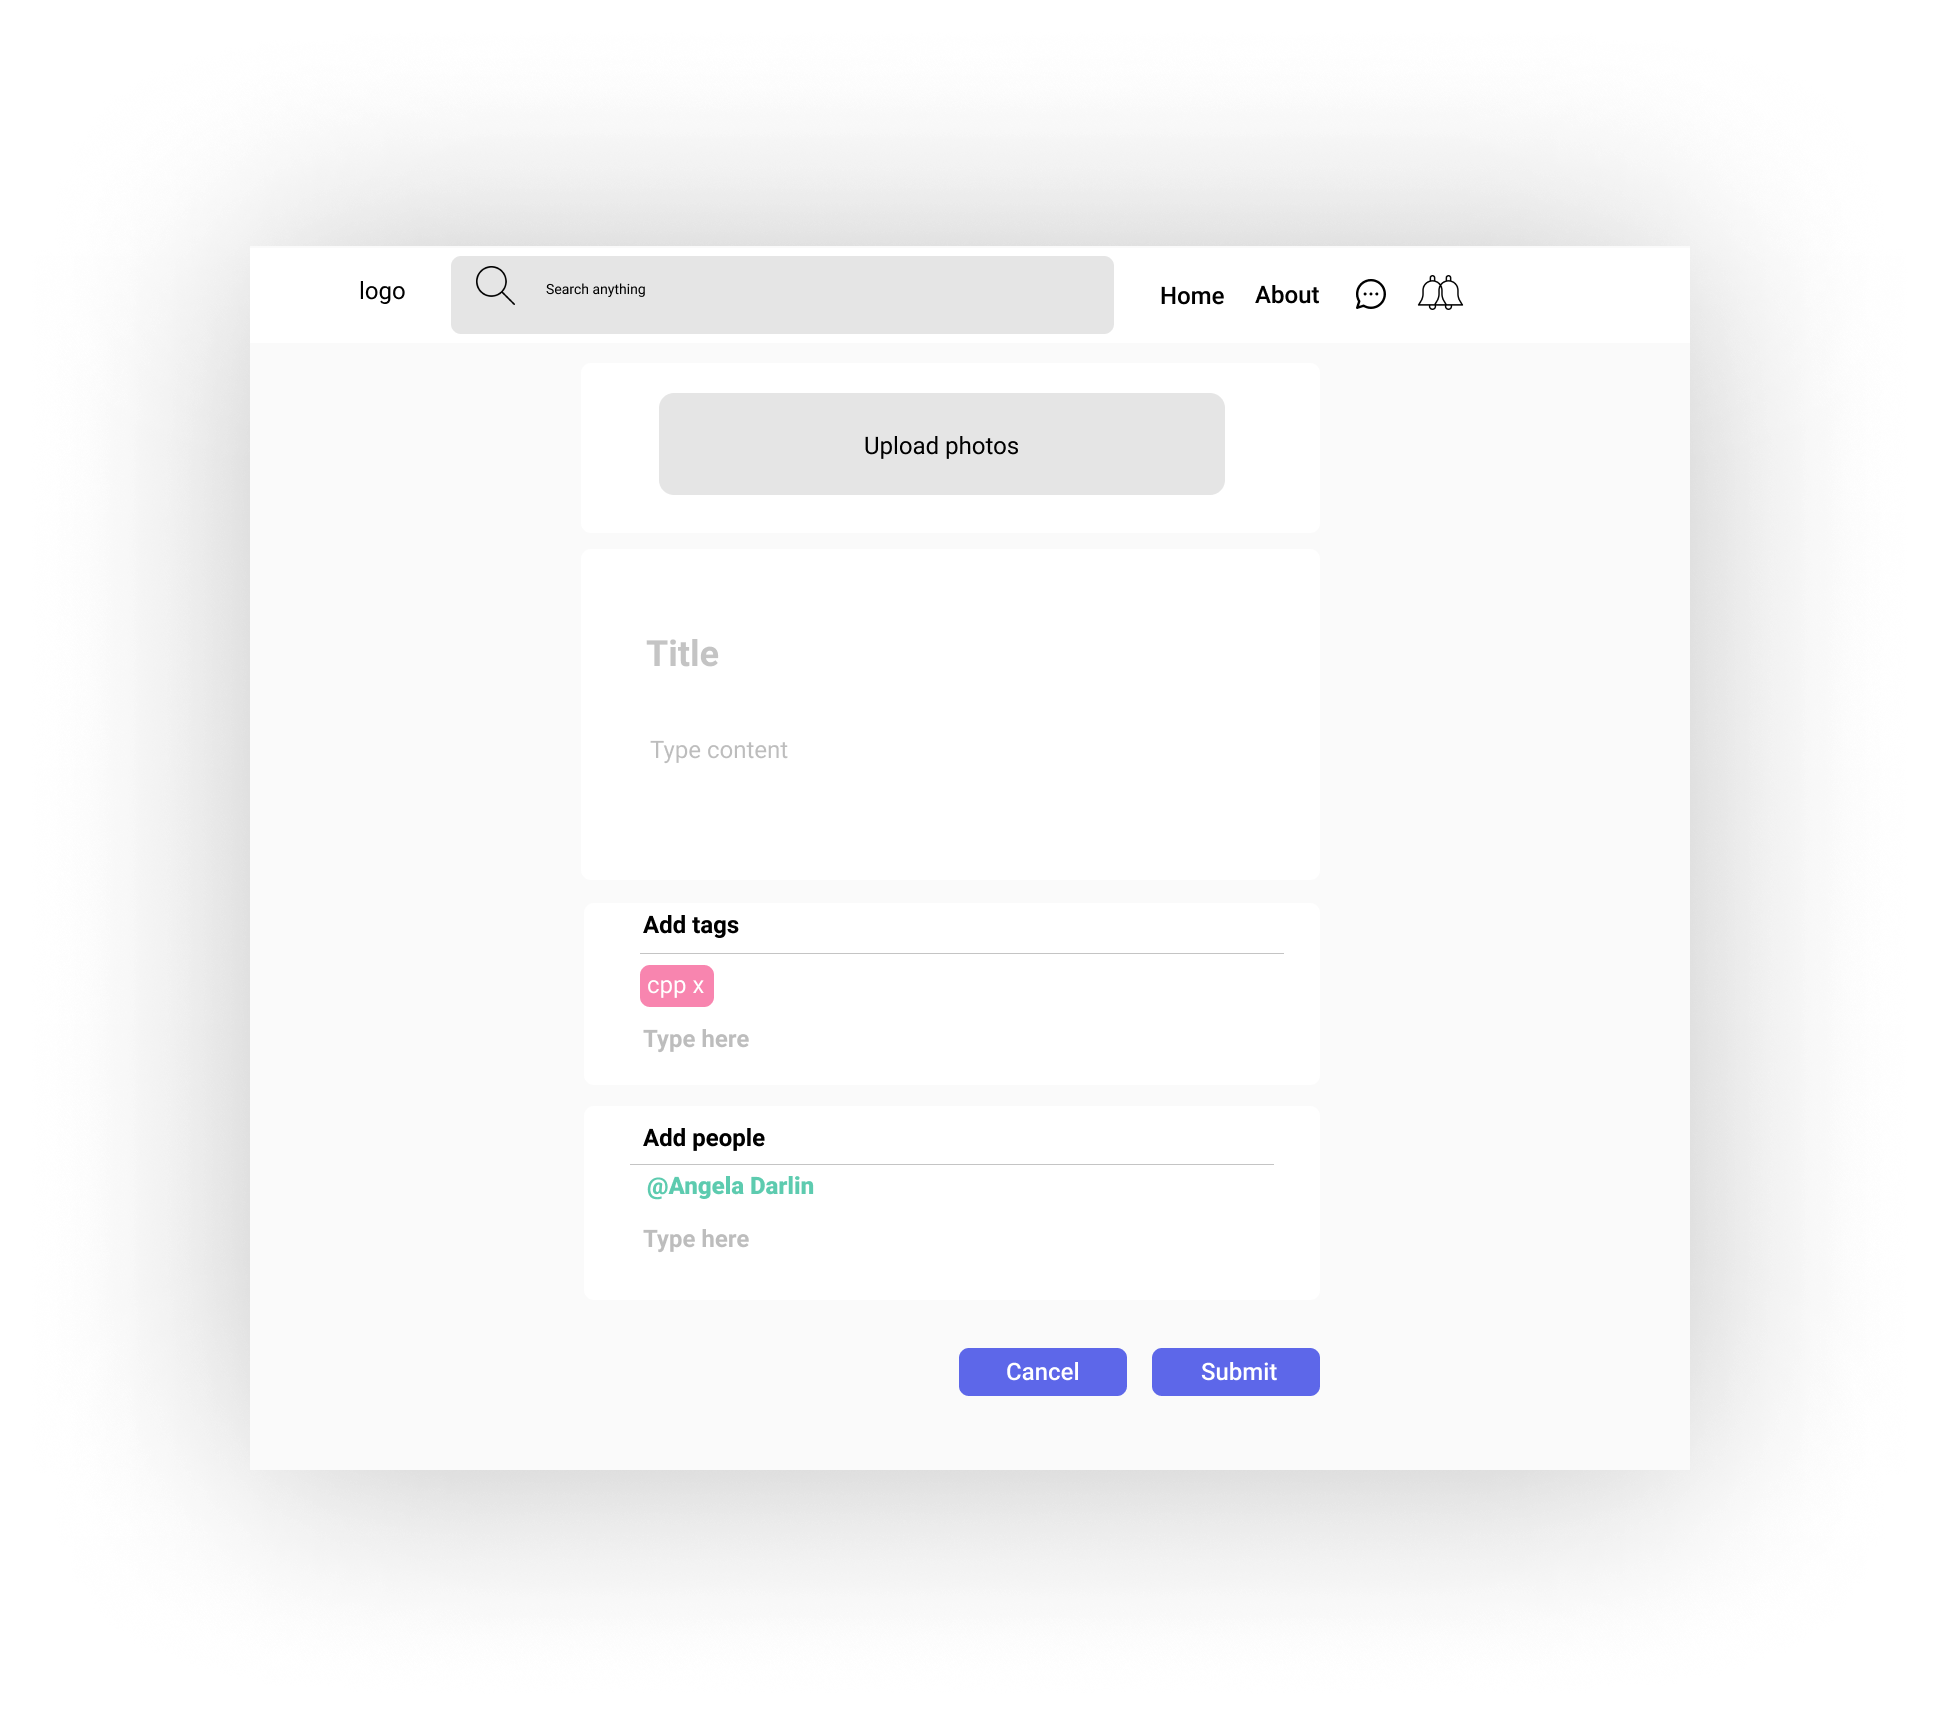 logo
Search anything
Home
About
Upload photos
Title
Type content
Add tags
cpp x
Type here
Add people
@Angela Darlin
Type here
Cancel
Submit